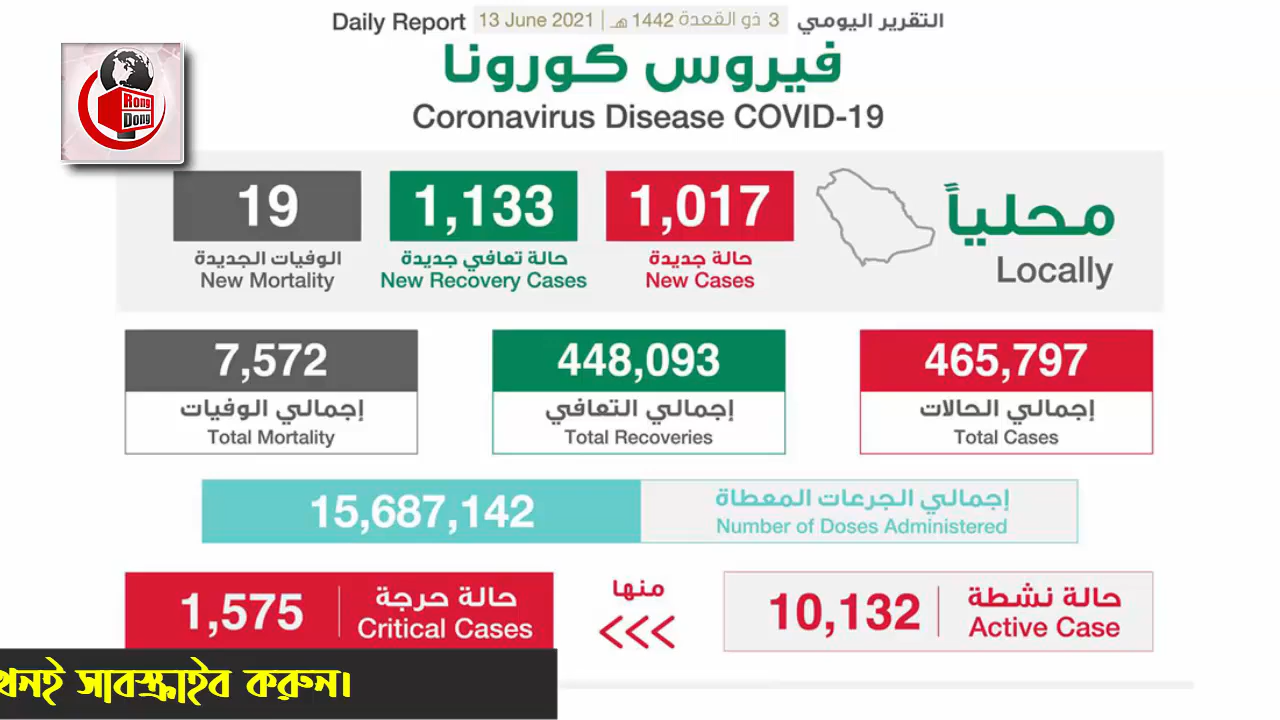 Daily Report 13 June 2021 | 3 ذو القعدة 1442 هـ التقرير اليومي
فيروس كورونا
Coronavirus Disease COVID-19
Rong
Dong
محلياً
Locally
1,017
حالة جديدة
New Cases
1,133
حالة تعافي جديدة
New Recovery Cases
19
الوفيات الجديدة
New Mortality
465,797
إجمالي الحالات
Total Cases
448,093
إجمالي التعافي
Total Recoveries
7,572
إجمالي الوفيات
Total Mortality
إجمالي الجرعات المعطاة
Number of Doses Administered
15,687,142
حالة نشطة
Active Case
10,132
منها
حالة حرجة
Critical Cases
1,575
সাবস্ক্রাইব করুন।